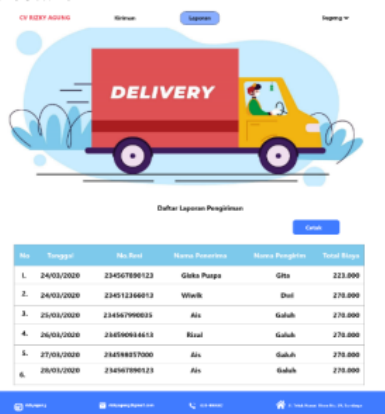 CV RIZKY AGUNG Kiriman Laporan Sugeng
DELIVERY
Daftar Laporan Pengiriman
Cetak
No Tanggal No Resi Nama Penerima Nama Pengirim Total Biaya
1. 24/03/2020 234567890123 Giska Puspa Gita 223.000
2. 24/03/2020 234512366013 Wiwik Dwi 270.000
3. 25/03/2020 234567990035 Ais Galuh 270.000
4. 26/03/2020 234590934613 Rizal Galuh 270.000
5. 27/03/2020 234598857000 Ais Galuh 270.000
6. 28/03/2020 234567890123 Ais Galuh 270.000